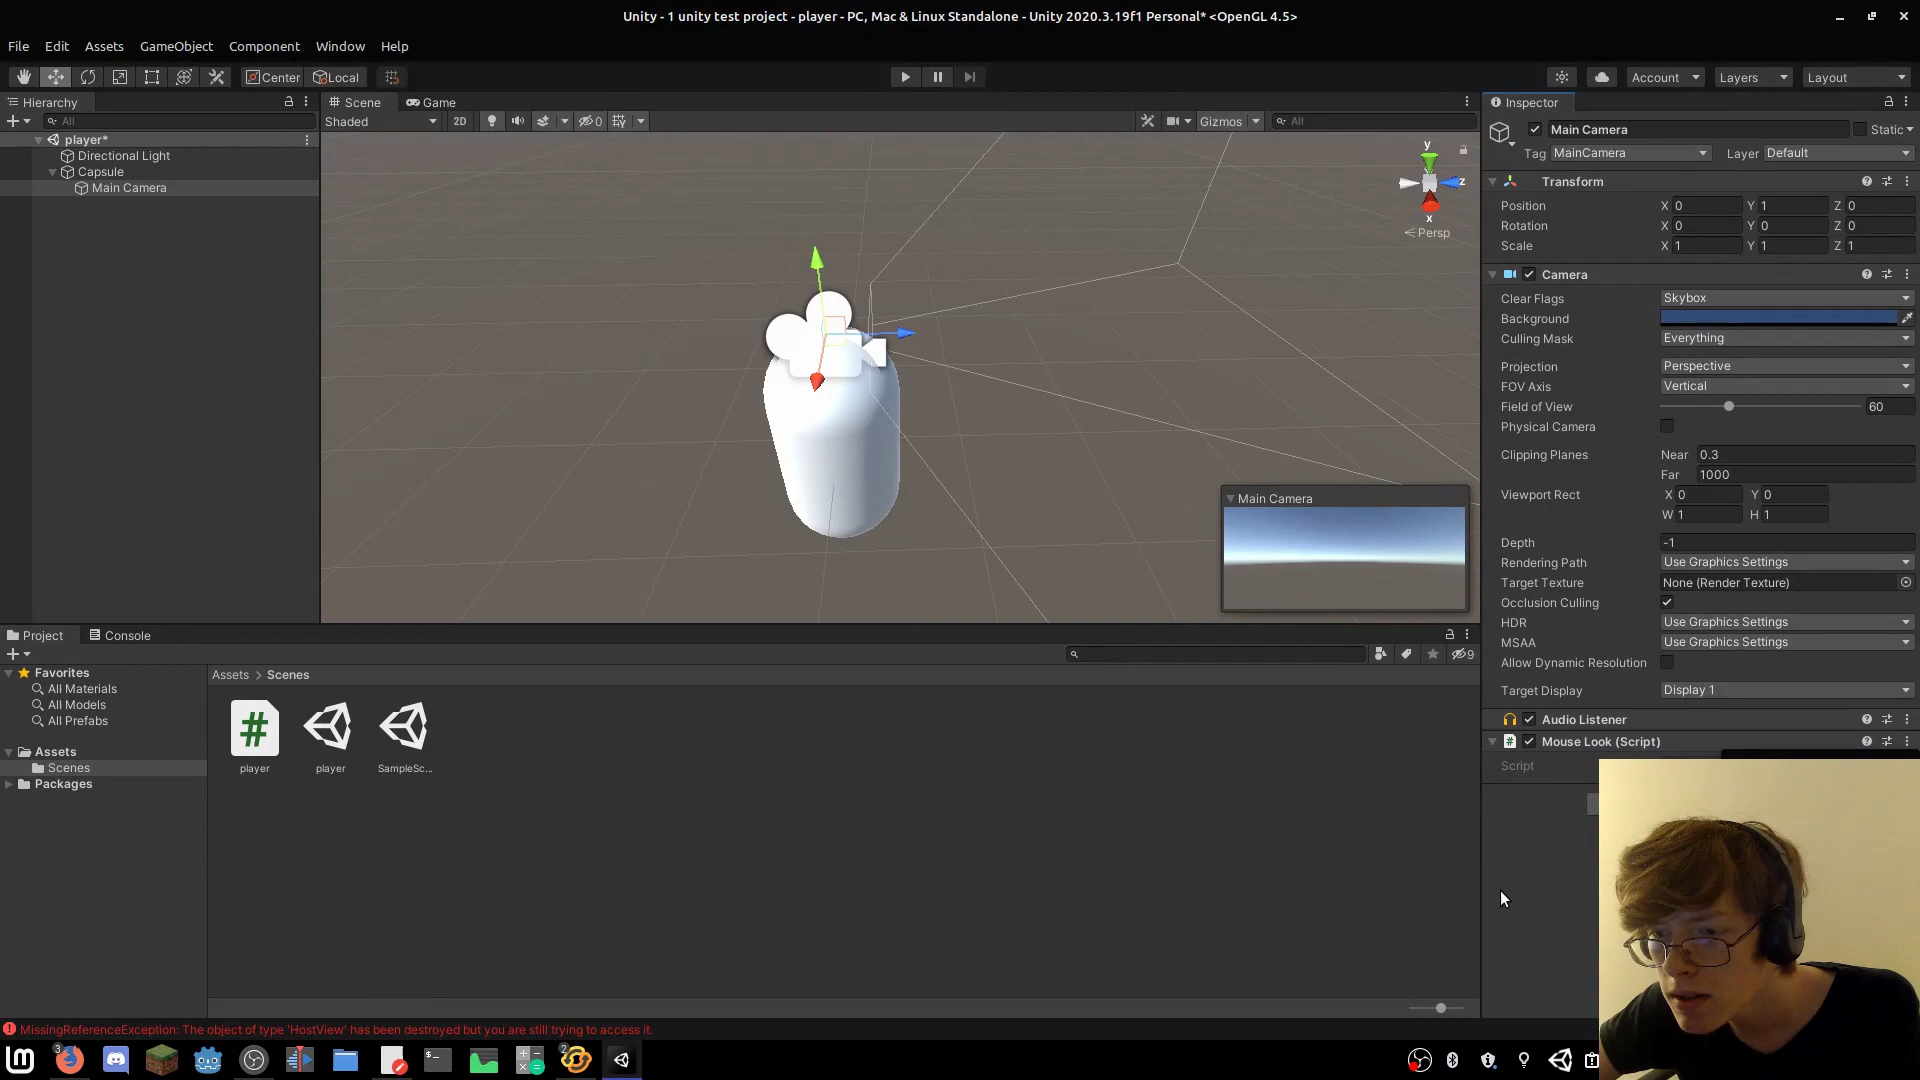 Unity - 1 unity test project - player - PC, Mac & Linux Standalone - Unity 2020.3.19f1 Personal* <OpenGL 4.5>
File Edit Assets GameObject Component Window Help
Center Local Account Layers Layout
Hierarchy
All
player*
Directional Light
Capsule
Main Camera
Scene Game
Shaded 2D 0 Gizmos All
y
z
x
Persp
Main Camera
Inspector
Main Camera Static
Tag MainCamera Layer Default
Transform
Position X 0 Y 1 Z 0
Rotation X 0 Y 0 Z 0
Scale X 1 Y 1 Z 1
Camera
Clear Flags Skybox
Background
Culling Mask Everything
Projection Perspective
FOV Axis Vertical
Field of View 60
Physical Camera
Clipping Planes Near 0.3
Far 1000
Viewport Rect X 0 Y 0
W 1 H 1
Depth -1
Rendering Path Use Graphics Settings
Target Texture None (Render Texture)
Occlusion Culling
HDR Use Graphics Settings
MSAA Use Graphics Settings
Allow Dynamic Resolution
Target Display Display 1
Audio Listener
# Mouse Look (Script)
Script
Project Console
9
Favorites
All Materials
All Models
All Prefabs
Assets
Scenes
Packages
Assets > Scenes
#
player player SampleSc...
MissingReferenceException: The object of type 'HostView' has been destroyed but you are still trying to access it.
3
2